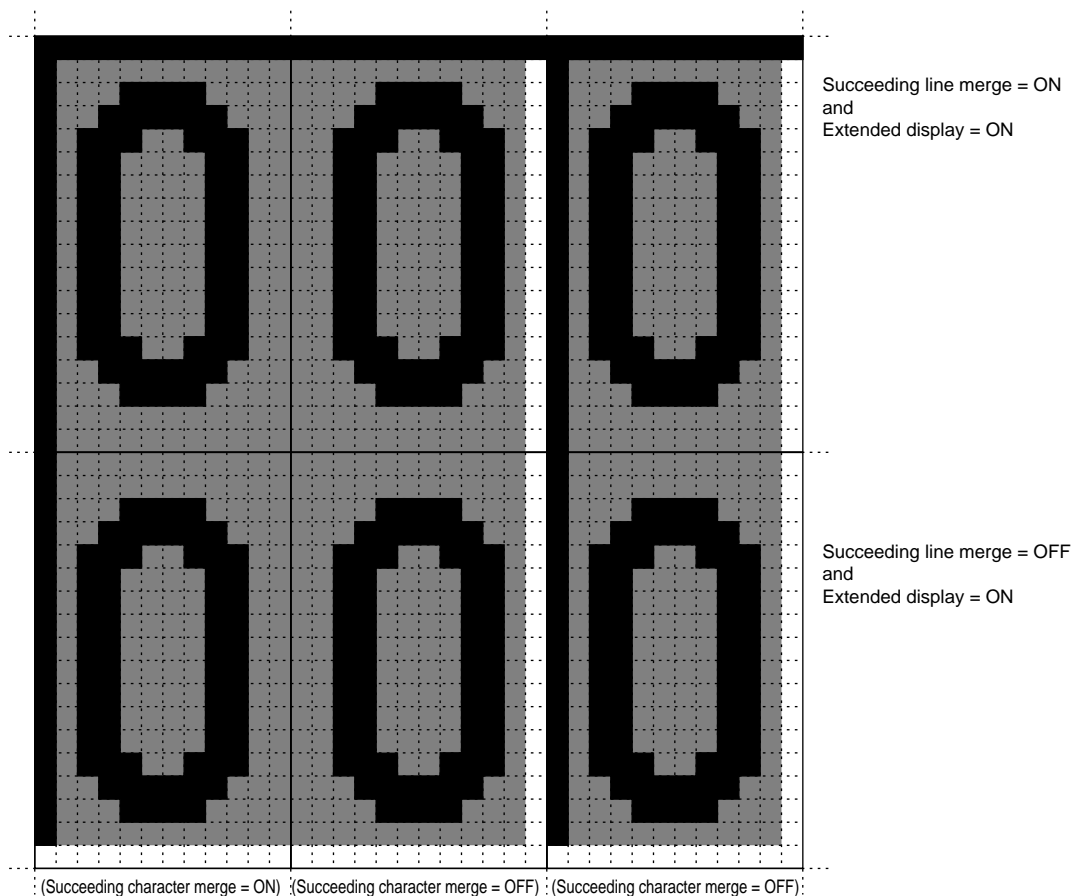 Succeeding line merge = ON
and
Extended display = ON
Succeeding line merge = OFF
and
Extended display = ON
(Succeeding character merge = ON) (Succeeding character merge = OFF) (Succeeding character merge = OFF)